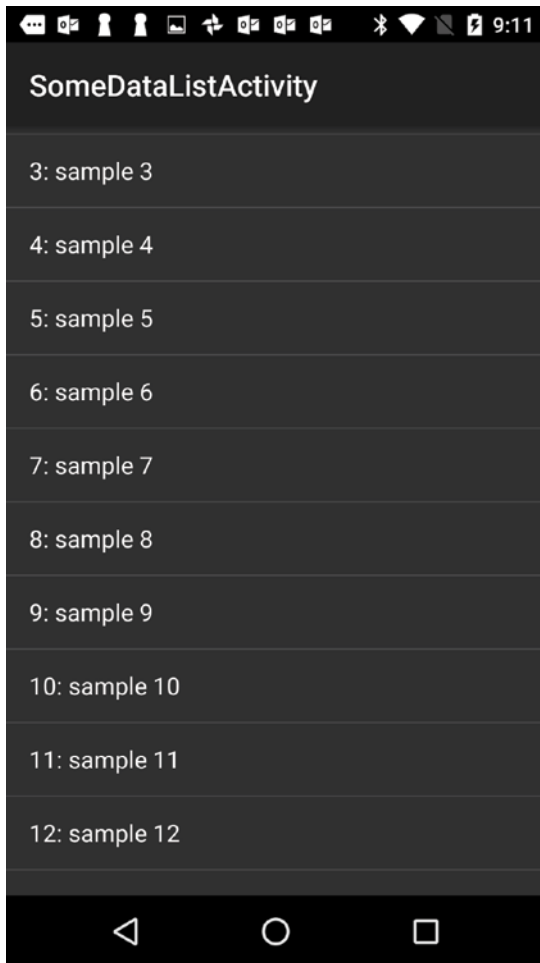 9:11
SomeDataListActivity
3: sample 3
4: sample 4
5: sample 5
6: sample 6
7: sample 7
8: sample 8
9: sample 9
10: sample 10
11: sample 11
12: sample 12